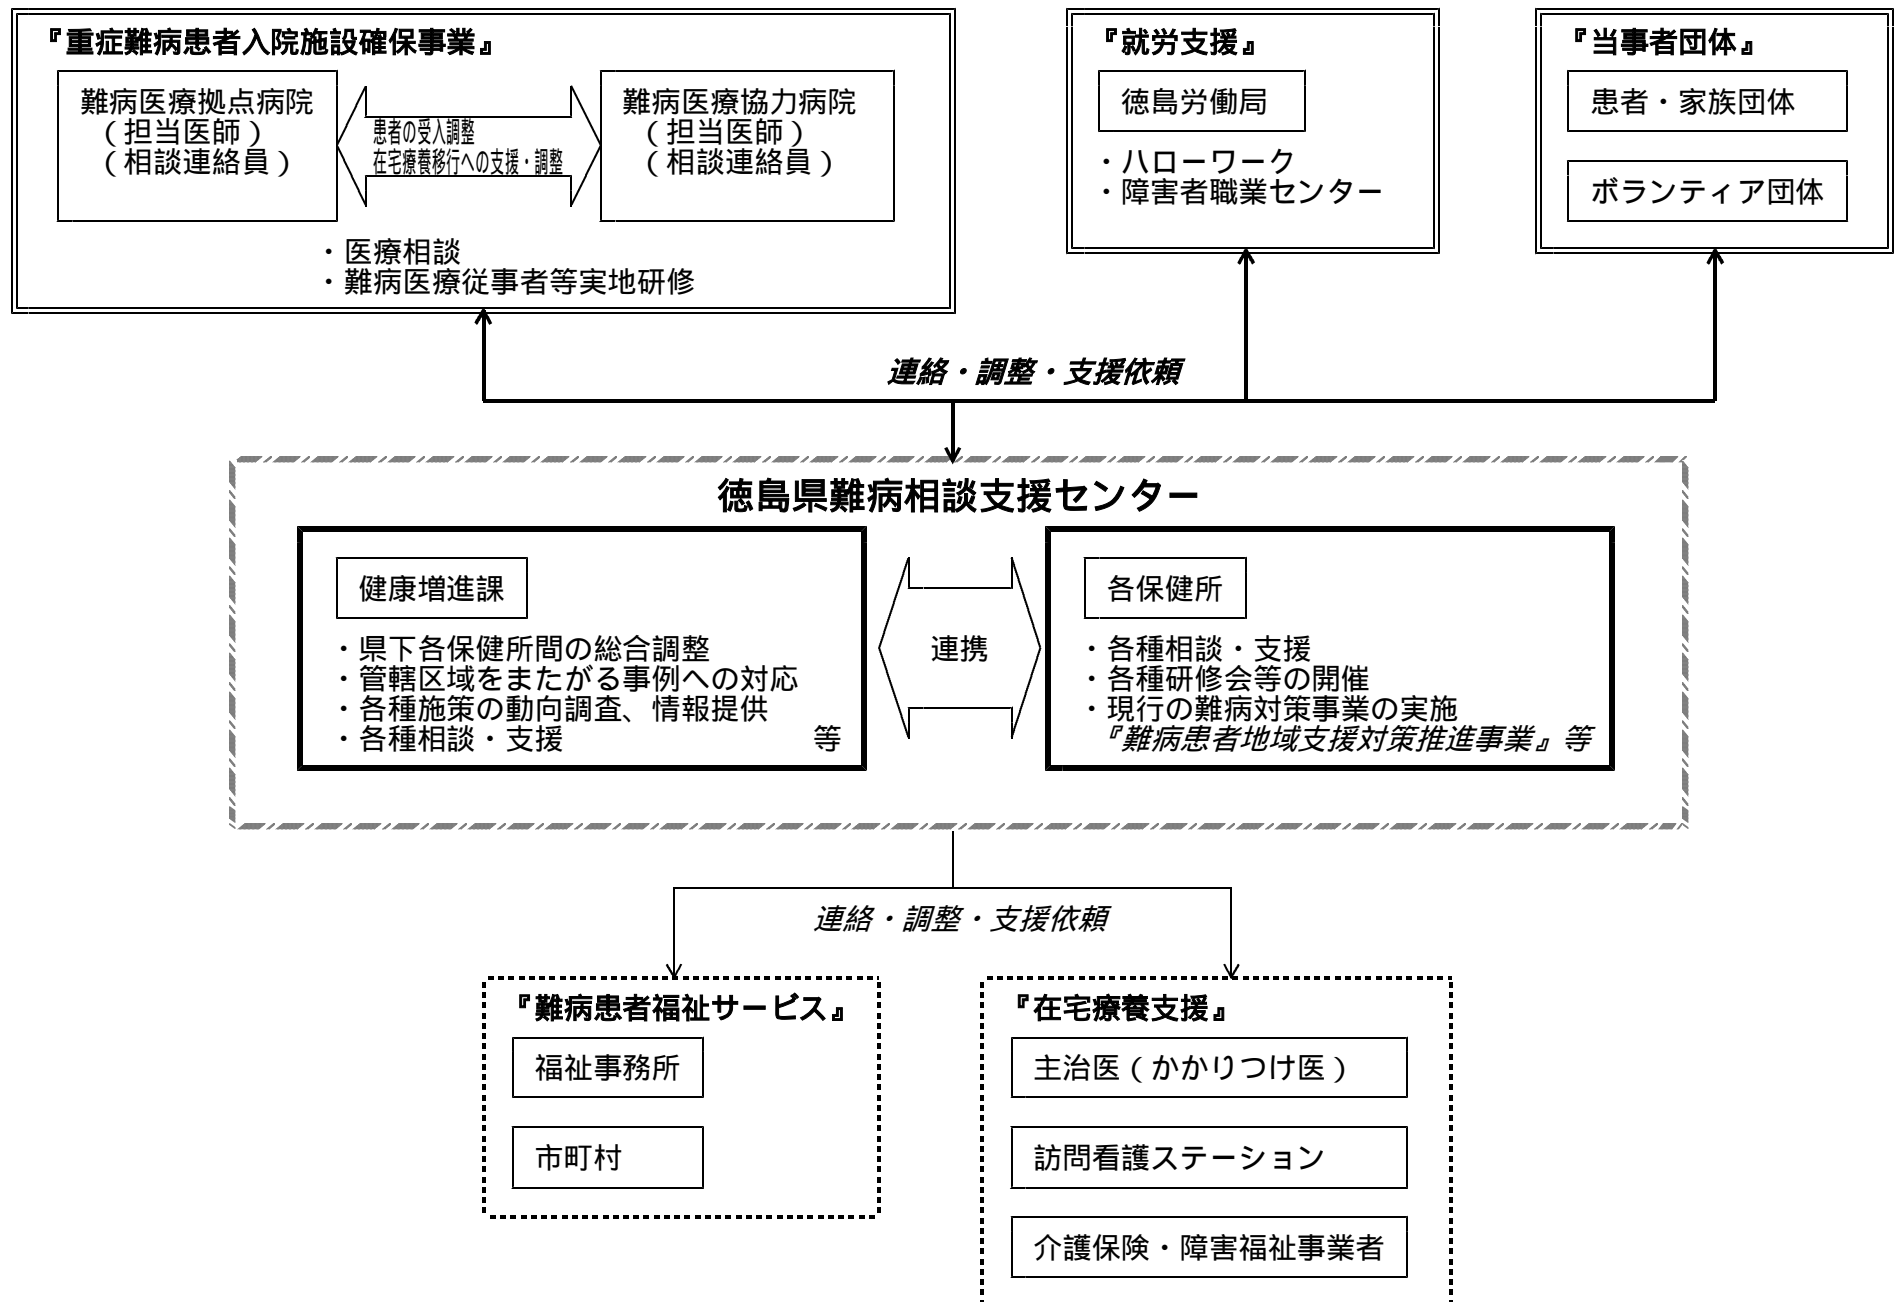 『重症難病患者入院施設確保事業』
難病医療拠点病院
（担当医師）
（相談連絡員）
患者の受入調整
在宅療養移行への支援・調整
難病医療協力病院
（担当医師）
（相談連絡員）
・医療相談
・難病医療従事者等実地研修
『就労支援』
徳島労働局
・ハローワーク
・障害者職業センター
『当事者団体』
患者・家族団体
ボランティア団体
連絡・調整・支援依頼
徳島県難病相談支援センター
健康増進課
・県下各保健所間の総合調整
・管轄区域をまたがる事例への対応
・各種施策の動向調査、情報提供
・各種相談・支援 等
連携
各保健所
・各種相談・支援
・各種研修会等の開催
・現行の難病対策事業の実施
『難病患者地域支援対策推進事業』等
連絡・調整・支援依頼
『難病患者福祉サービス』
福祉事務所
市町村
『在宅療養支援』
主治医（かかりつけ医）
訪問看護ステーション
介護保険・障害福祉事業者